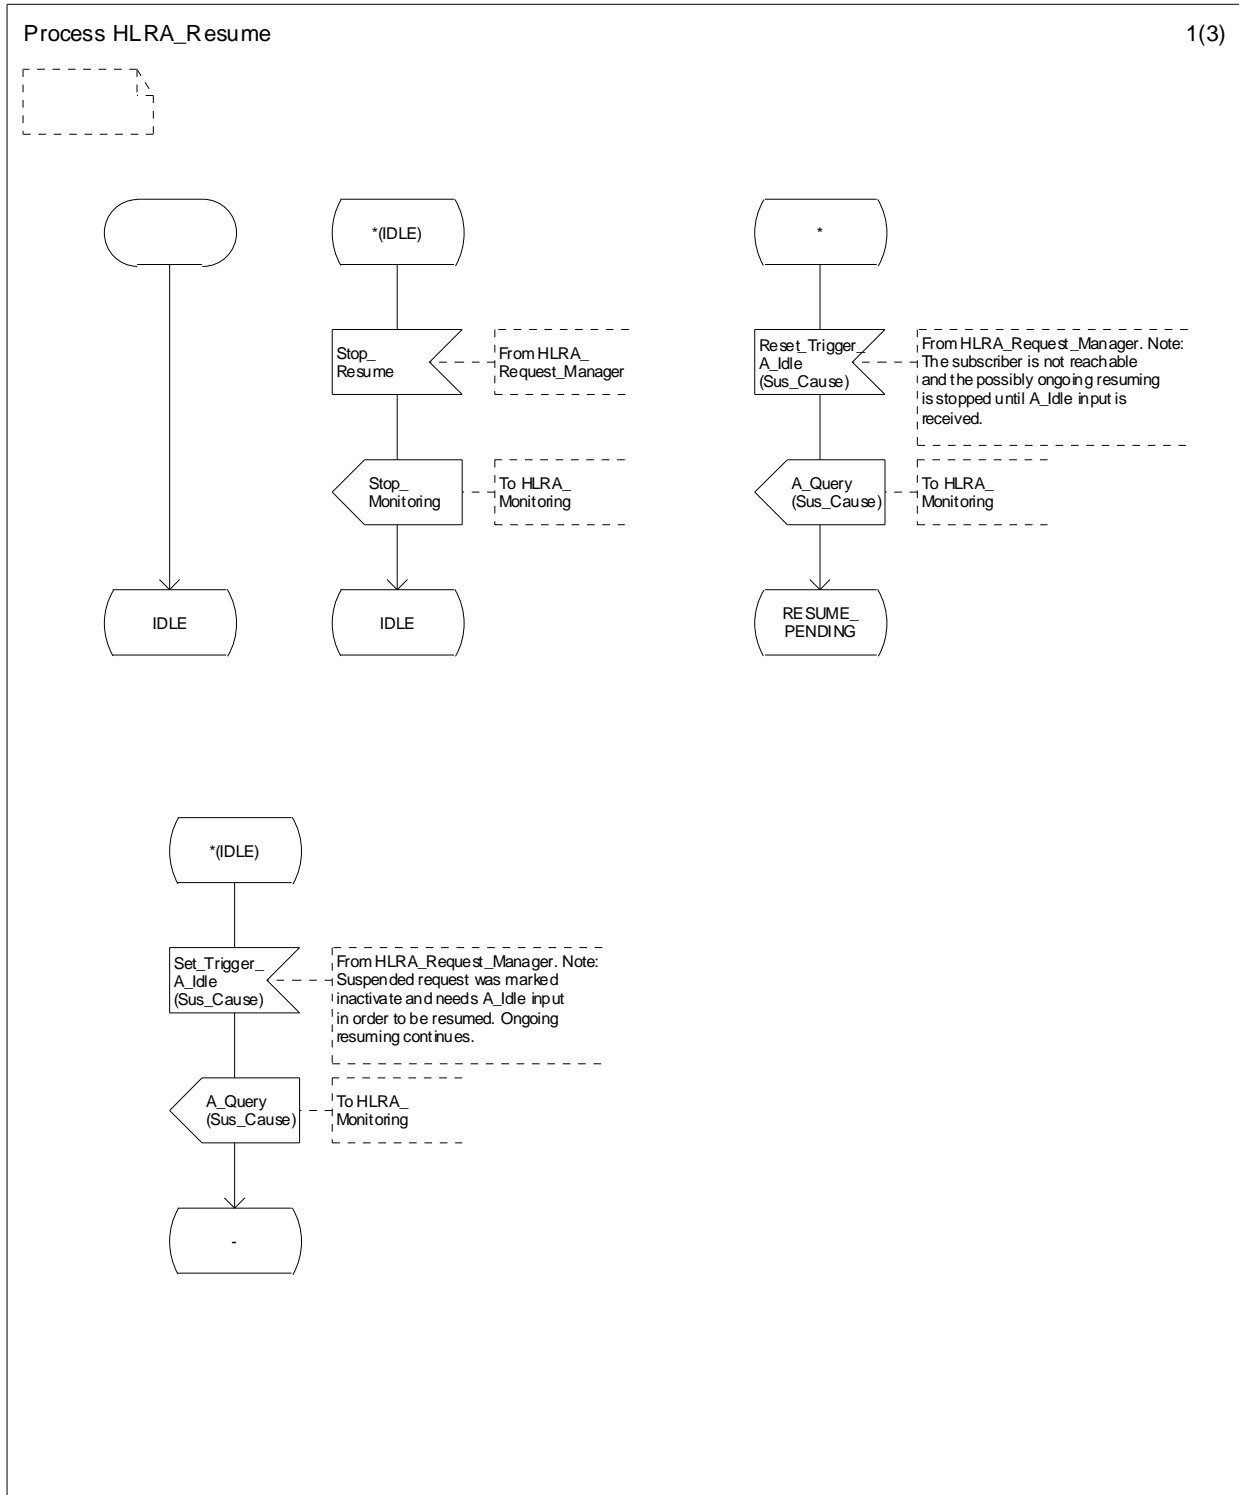 Process HLRA_Resume
1(3)
*(IDLE)
Stop_
Resume
From HLRA_
Request_Manager
Stop_
Monitoring
To HLRA_
Monitoring
IDLE
IDLE
*
Reset_Trigger_
A_Idle
(Sus_Cause)
From HLRA_Request_Manager. Note:
The subscriber is not reachable
and the possibly ongoing resuming
is stopped until A_Idle input is
received.
A_Query
(Sus_Cause)
To HLRA_
Monitoring
RESUME_
PENDING
*(IDLE)
Set_Trigger_
A_Idle
(Sus_Cause)
From HLRA_Request_Manager. Note:
Suspended request was marked
inactivate and needs A_Idle input
in order to be resumed. Ongoing
resuming continues.
A_Query
(Sus_Cause)
To HLRA_
Monitoring
-